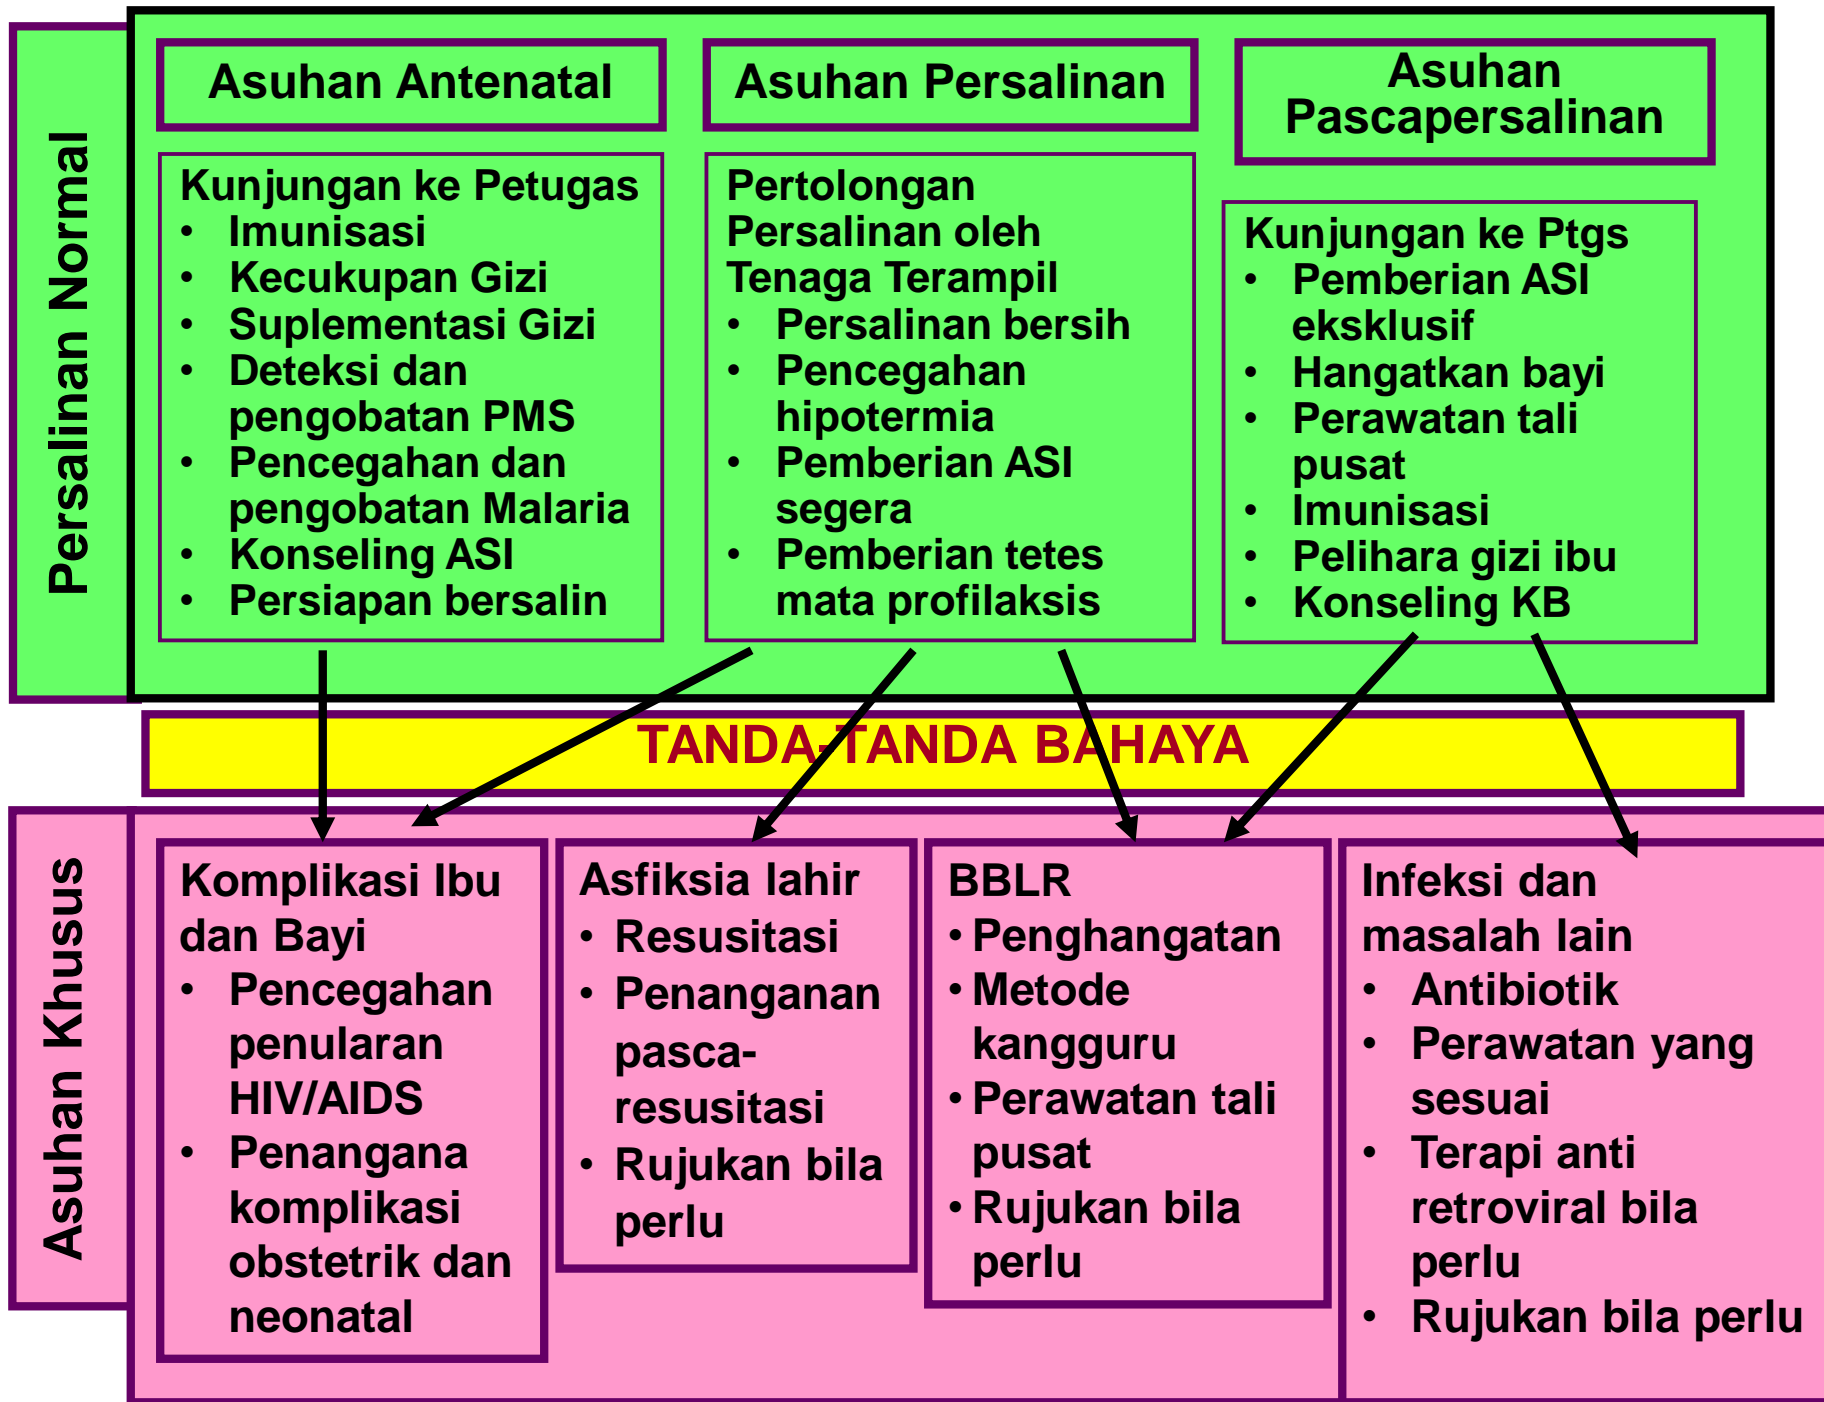 Persalinan Normal
Asuhan Antenatal
Kunjungan ke Petugas
• Imunisasi
• Kecukupan Gizi
• Suplementasi Gizi
• Deteksi dan
pengobatan PMS
• Pencegahan dan
pengobatan Malaria
• Konseling ASI
• Persiapan bersalin
Asuhan Persalinan
Pertolongan
Persalinan oleh
Tenaga Terampil
• Persalinan bersih
• Pencegahan
hipotermia
• Pemberian ASI
segera
• Pemberian tetes
mata profilaksis
Asuhan
Pascapersalinan
Kunjungan ke Ptgs
• Pemberian ASI
eksklusif
• Hangatkan bayi
• Perawatan tali
pusat
• Imunisasi
• Pelihara gizi ibu
• Konseling KB
TANDA-TANDA BAHAYA
Asuhan Khusus
Komplikasi Ibu
dan Bayi
• Pencegahan
penularan
HIV/AIDS
• Penangana
komplikasi
obstetrik dan
neonatal
Asfiksia lahir
• Resusitasi
• Penanganan
pasca-
resusitasi
• Rujukan bila
perlu
BBLR
• Penghangatan
• Metode
kangguru
• Perawatan tali
pusat
• Rujukan bila
perlu
Infeksi dan
masalah lain
• Antibiotik
• Perawatan yang
sesuai
• Terapi anti
retroviral bila
perlu
• Rujukan bila perlu